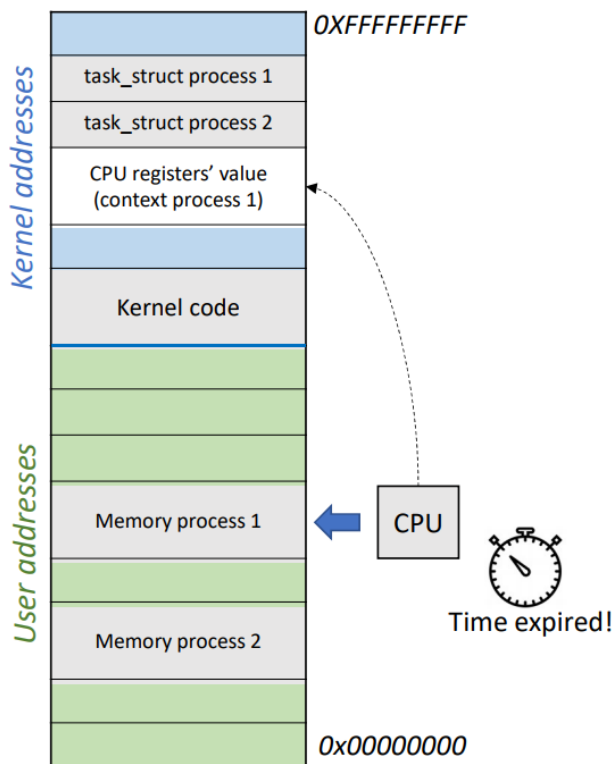 0XFFFFFFFFF
Kernel addresses
task_struct process 1
task_struct process 2
CPU registers' value
(context process 1)
Kernel code
User addresses
Memory process 1
CPU
Time expired!
Memory process 2
0x00000000